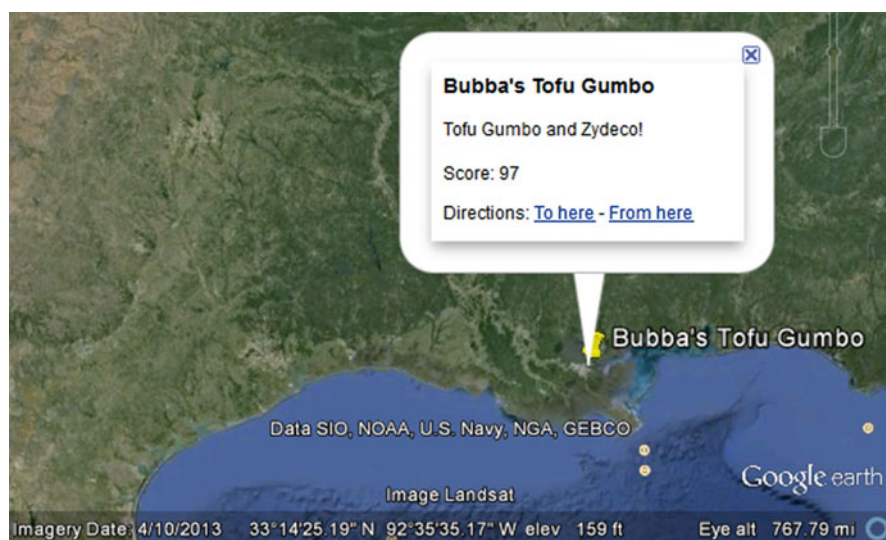 Bubba's Tofu Gumbo
Tofu Gumbo and Zydeco!
Score: 97
Directions: To here - From here
Bubba's Tofu Gumbo
Data SIO, NOAA, U.S. Navy, NGA, GEBCO
Google earth
Image Landsat
Imagery Date: 4/10/2013 33°14'25.19" N 92°35'35.17" W elev 159 ft Eye alt 767.79 mi